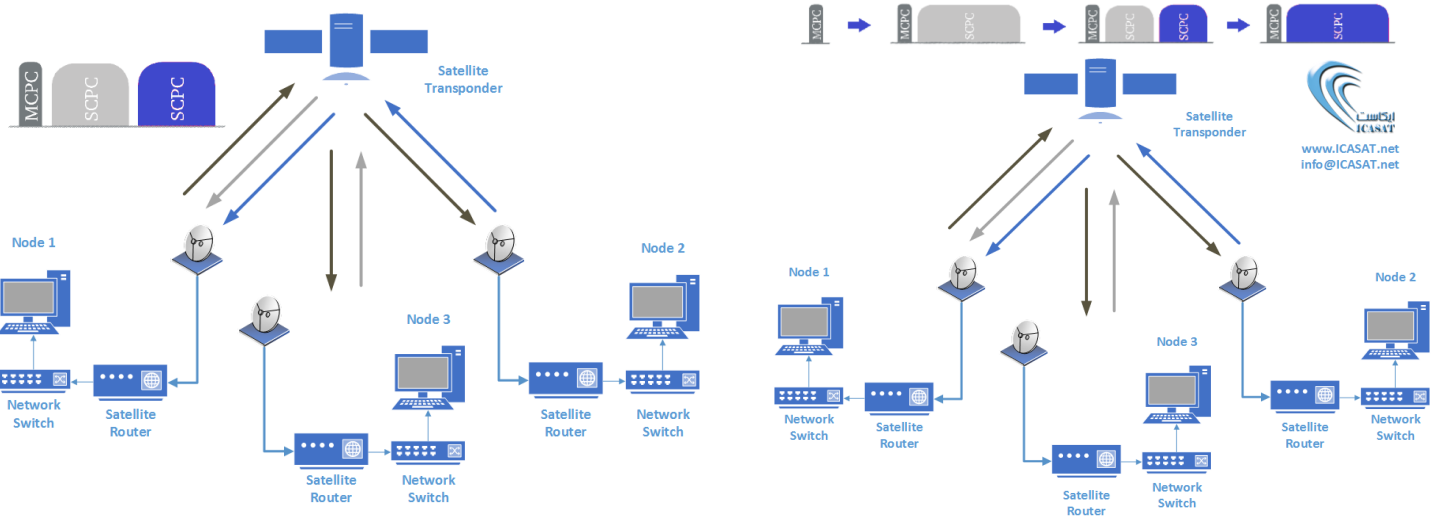 MCPC
SCPC
SCPC
Satellite
Transponder
Node 1
Node 2
Node 3
Network
Switch
Satellite
Router
Satellite
Router
Network
Switch
Satellite
Router
Network
Switch
MCPC
MCPC
SCPC
MCPC
SCPC
SCPC
MCPC
SCPC
ايكاست
ICASAT
www.ICASAT.net
info@ICASAT.net
Satellite
Transponder
Node 1
Node 2
Node 3
Network
Switch
Satellite
Router
Satellite
Router
Network
Switch
Satellite
Router
Network
Switch